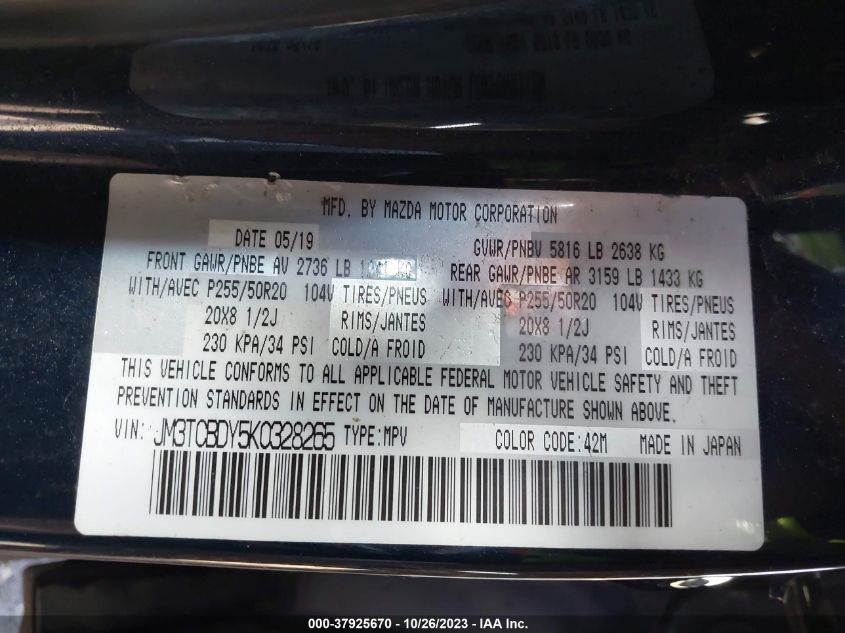 MFD. BY MAZDA MOTOR CORPORATION
DATE 05/19 GVWR/PNBV 5816 LB 2638 KG
FRONT GAWR/PNBE AV 2736 LB KG REAR GAWR/PNBE AR 3159 LB 1433 KG
WITH/AVEC P255/50R20 104V TIRES/PNEUS WITH/AVEC P255/50R20 104V TIRES/PNEUS
20X8 1/2J RIMS/JANTES 20X8 1/2J RIMS/JANTES
230 KPA/34 PSI COLD/A FROID 230 KPA/34 PSI COLD/A FROID
THIS VEHICLE CONFORMS TO ALL APPLICABLE FEDERAL MOTOR VEHICLE SAFETY AND THEFT
PREVENTION STANDARDS IN EFFECT ON THE DATE OF MANUFACTURE SHOWN ABOVE.
VIN: JM3TCBDY5K0328265 TYPE:MPV COLOR CODE:42M MADE IN JAPAN
000-37925670 - 10/26/2023 - IAA Inc.